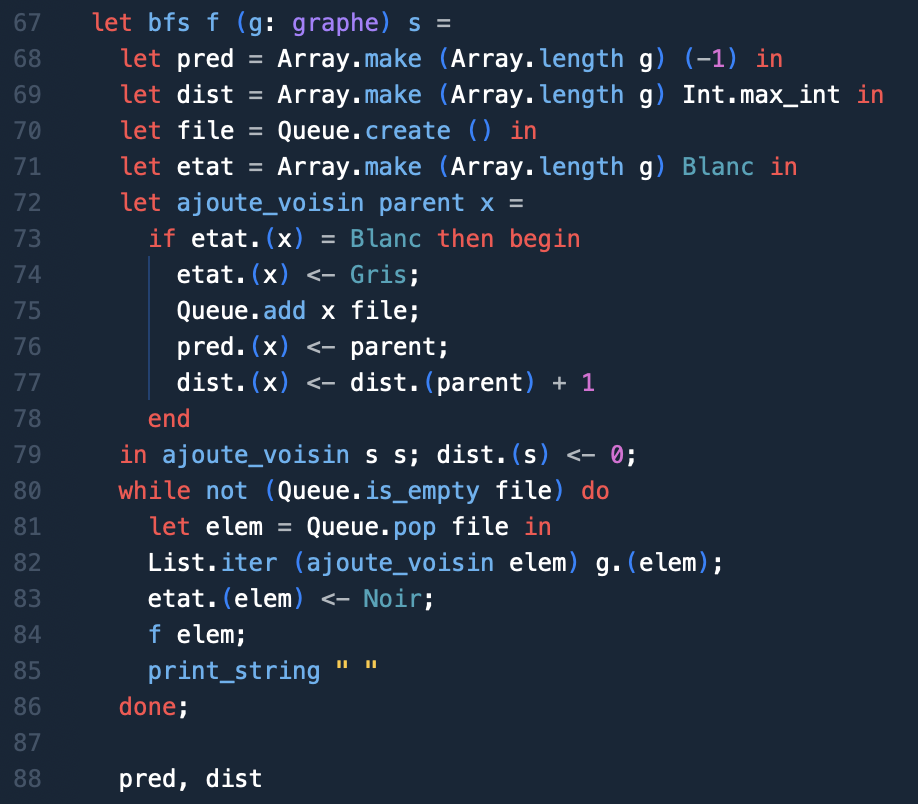 67 let bfs f (g: graphe) s =
68 let pred = Array.make (Array.length g) (-1) in
69 let dist = Array.make (Array.length g) Int.max_int in
70 let file = Queue.create () in
71 let etat = Array.make (Array.length g) Blanc in
72 let ajoute_voisin parent x =
73 if etat.(x) = Blanc then begin
74 etat.(x) <- Gris;
75 Queue.add x file;
76 pred.(x) <- parent;
77 dist.(x) <- dist.(parent) + 1
78 end
79 in ajoute_voisin s s; dist.(s) <- 0;
80 while not (Queue.is_empty file) do
81 let elem = Queue.pop file in
82 List.iter (ajoute_voisin elem) g.(elem);
83 etat.(elem) <- Noir;
84 f elem;
85 print_string " "
86 done;
87
88 pred, dist